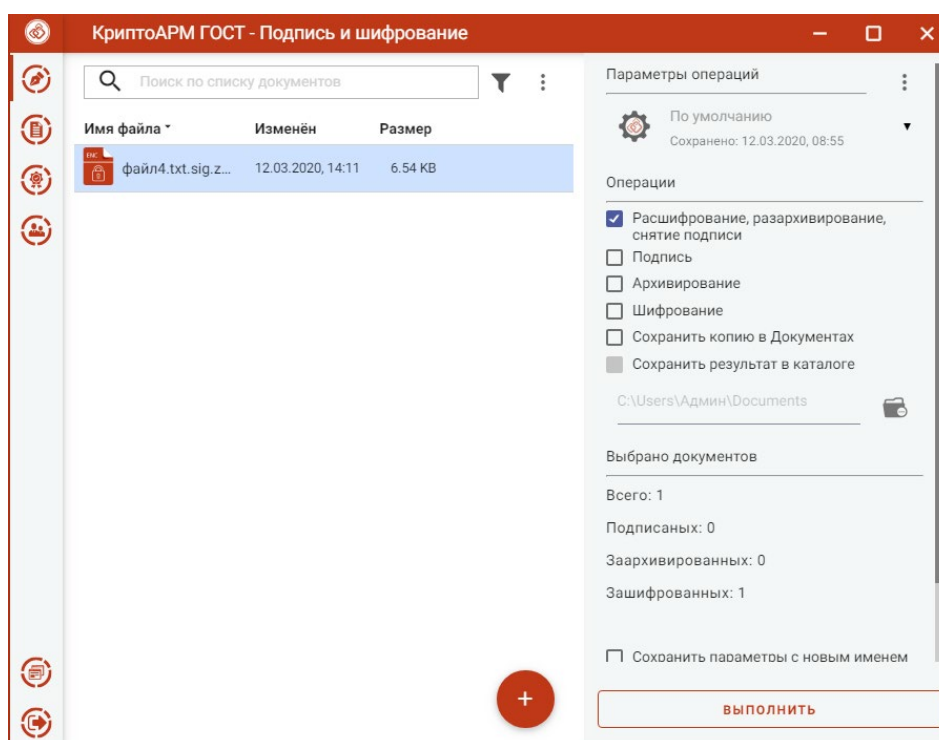 КриптоАРМ ГОСТ - Подпись и шифрование
Поиск по списку документов
Имя файла
Изменён
Размер
ENC
файл4.txt.sig.z...
12.03.2020, 14:11
6.54 KB
Параметры операций
По умолчанию
Сохранено: 12.03.2020, 08:55
Операции
Расшифрование, разархивирование,
снятие подписи
Подпись
Архивирование
Шифрование
Сохранить копию в Документах
Сохранить результат в каталоге
C:\Users\Админ\Documents
Выбрано документов
Всего: 1
Подписаных: 0
Заархивированных: 0
Зашифрованных: 1
Сохранить параметры с новым именем
ВЫПОЛНИТЬ